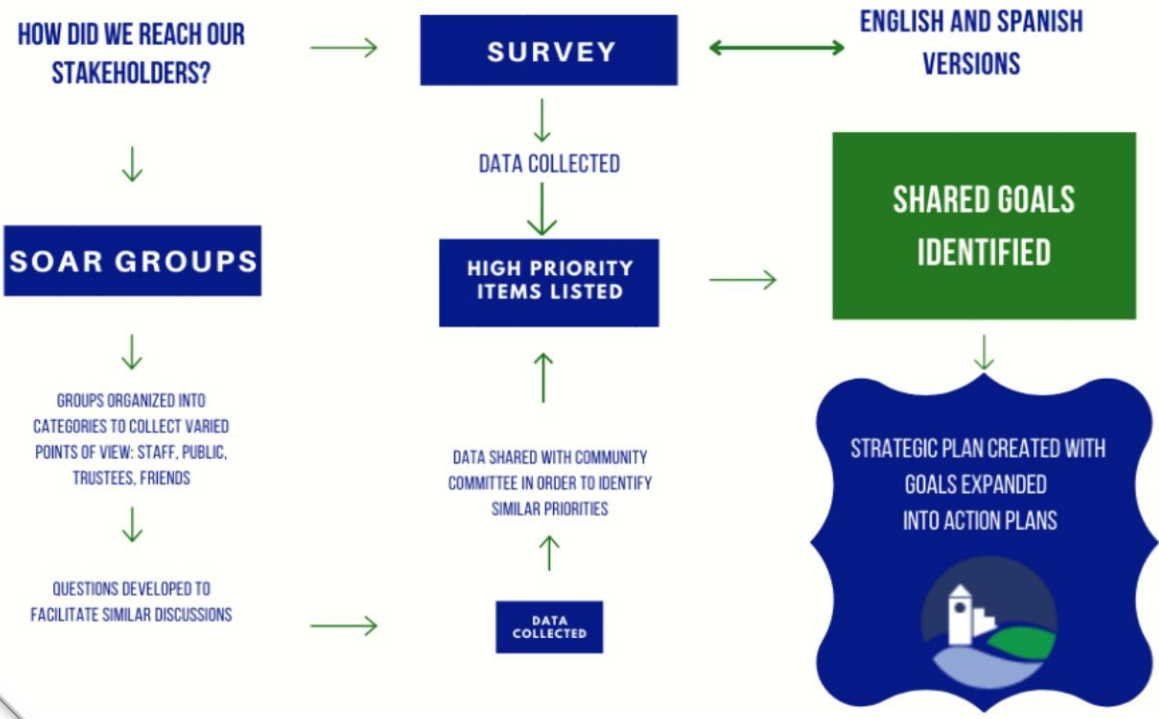 HOW DID WE REACH OUR
STAKEHOLDERS?
SURVEY
ENGLISH AND SPANISH
VERSIONS
DATA COLLECTED
SOAR GROUPS
HIGH PRIORITY
ITEMS LISTED
SHARED GOALS
IDENTIFIED
GROUPS ORGANIZED INTO
CATEGORIES TO COLLECT VARIED
POINTS OF VIEW: STAFF, PUBLIC,
TRUSTEES, FRIENDS
QUESTIONS DEVELOPED TO
FACILITATE SIMILAR DISCUSSIONS
DATA
COLLECTED
DATA SHARED WITH COMMUNITY
COMMITTEE IN ORDER TO IDENTIFY
SIMILAR PRIORITIES
STRATEGIC PLAN CREATED WITH
GOALS EXPANDED
INTO ACTION PLANS